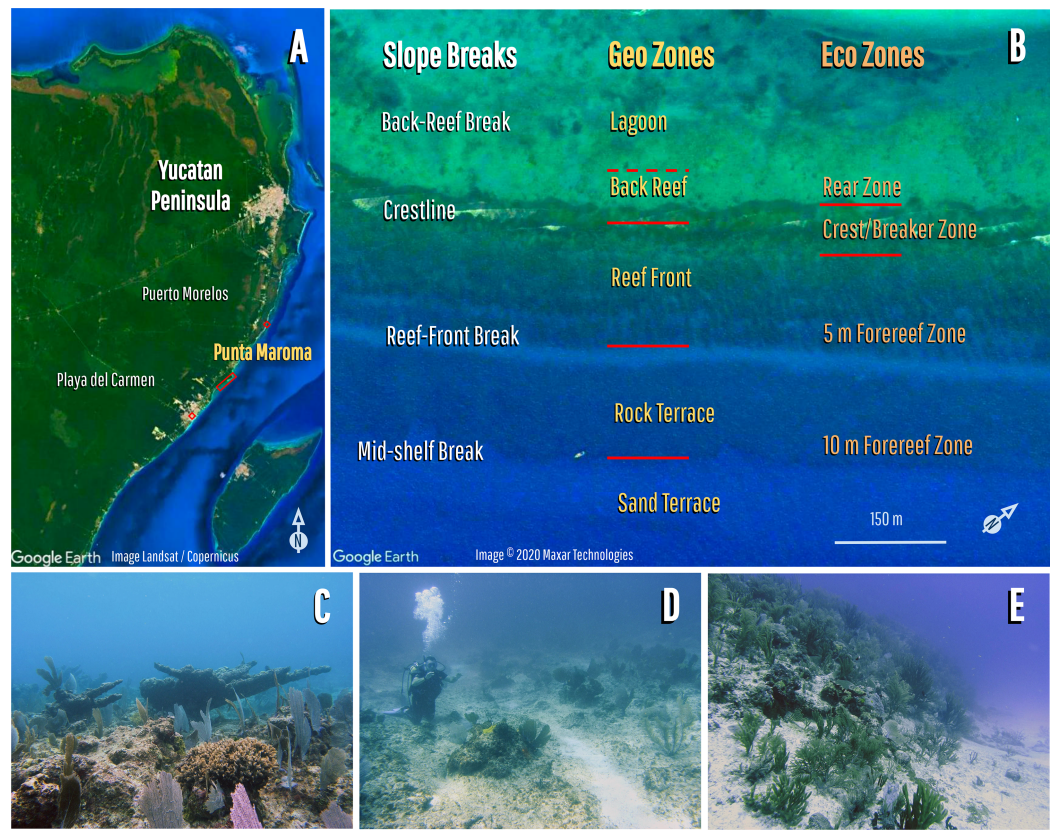 A
Yucatan
Peninsula
Puerto Morelos
Punta Maroma
Playa del Carmen
N
Google Earth Image Landsat / Copernicus
B
Slope Breaks Geo Zones Eco Zones
Back-Reef Break Lagoon
Back Reef Rear Zone
Crestline
Crest/Breaker Zone
Reef Front
Reef-Front Break 5 m Forereef Zone
Rock Terrace
Mid-shelf Break 10 m Forereef Zone
Sand Terrace
150 m
N
Google Earth Image © 2020 Maxar Technologies
C
D
E